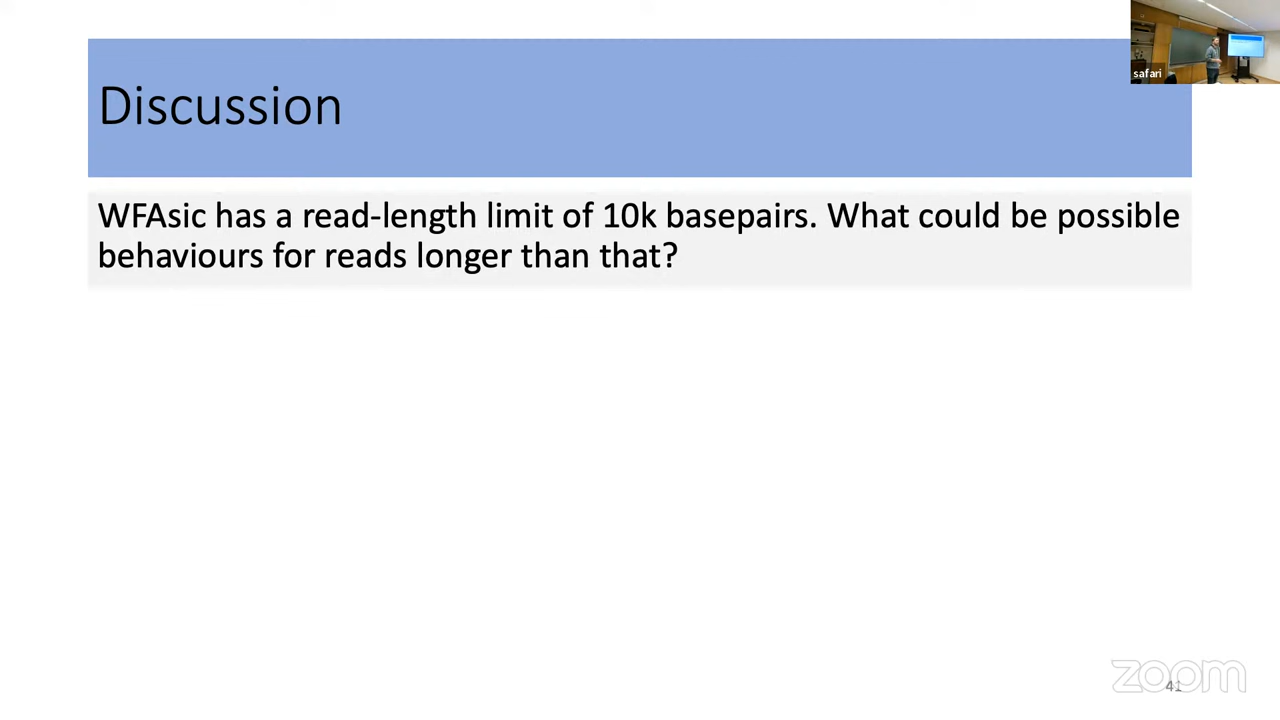 safari
Discussion
WFAsic has a read-length limit of 10k basepairs. What could be possible
behaviours for reads longer than that?
zoom
41